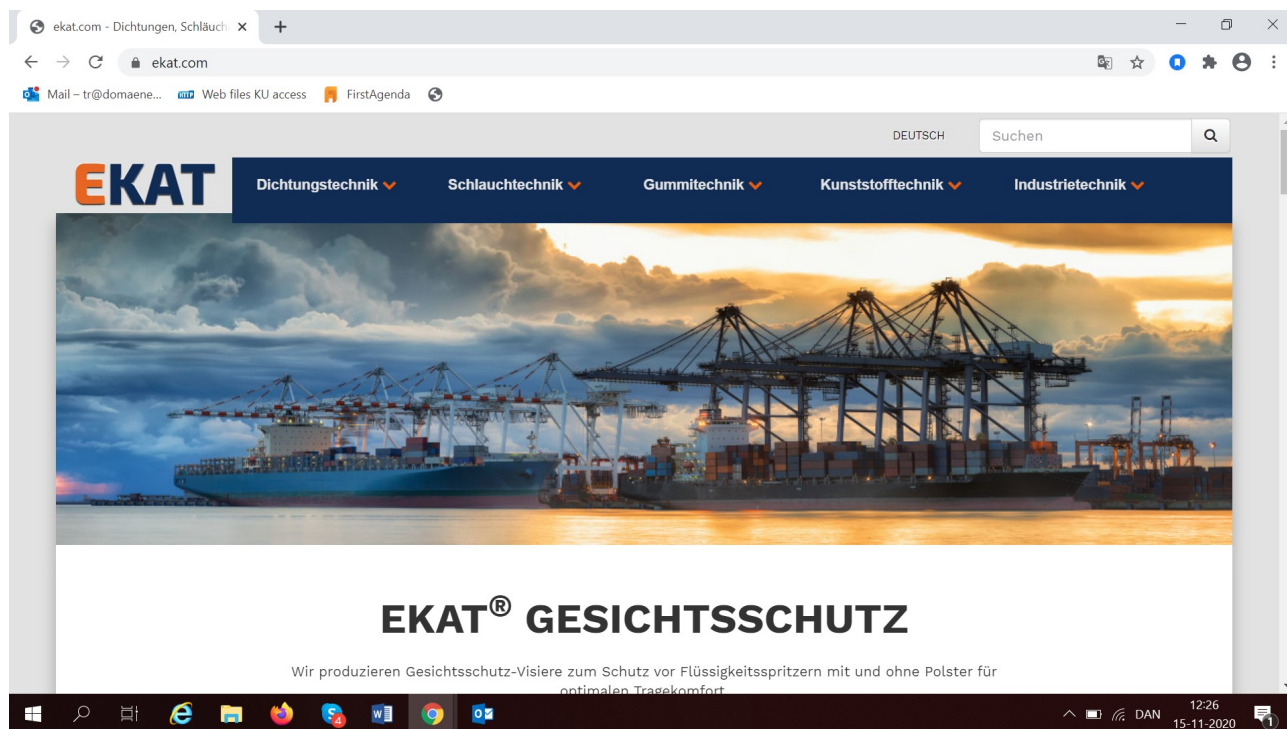 ekat.com - Dichtungen, Schläuch
ekat.com
Mail – tr@domaene... Web files KU access FirstAgenda
DEUTSCH Suchen
EKAT Dichtungstechnik Schlauchtechnik Gummitechnik Kunststofftechnik Industrietechnik
EKAT® GESICHTSSCHUTZ
Wir produzieren Gesichtsschutz-Visiere zum Schutz vor Flüssigkeitsspritzern mit und ohne Polster für
optimalen Tragekomfort
DAN 12:26
15-11-2020